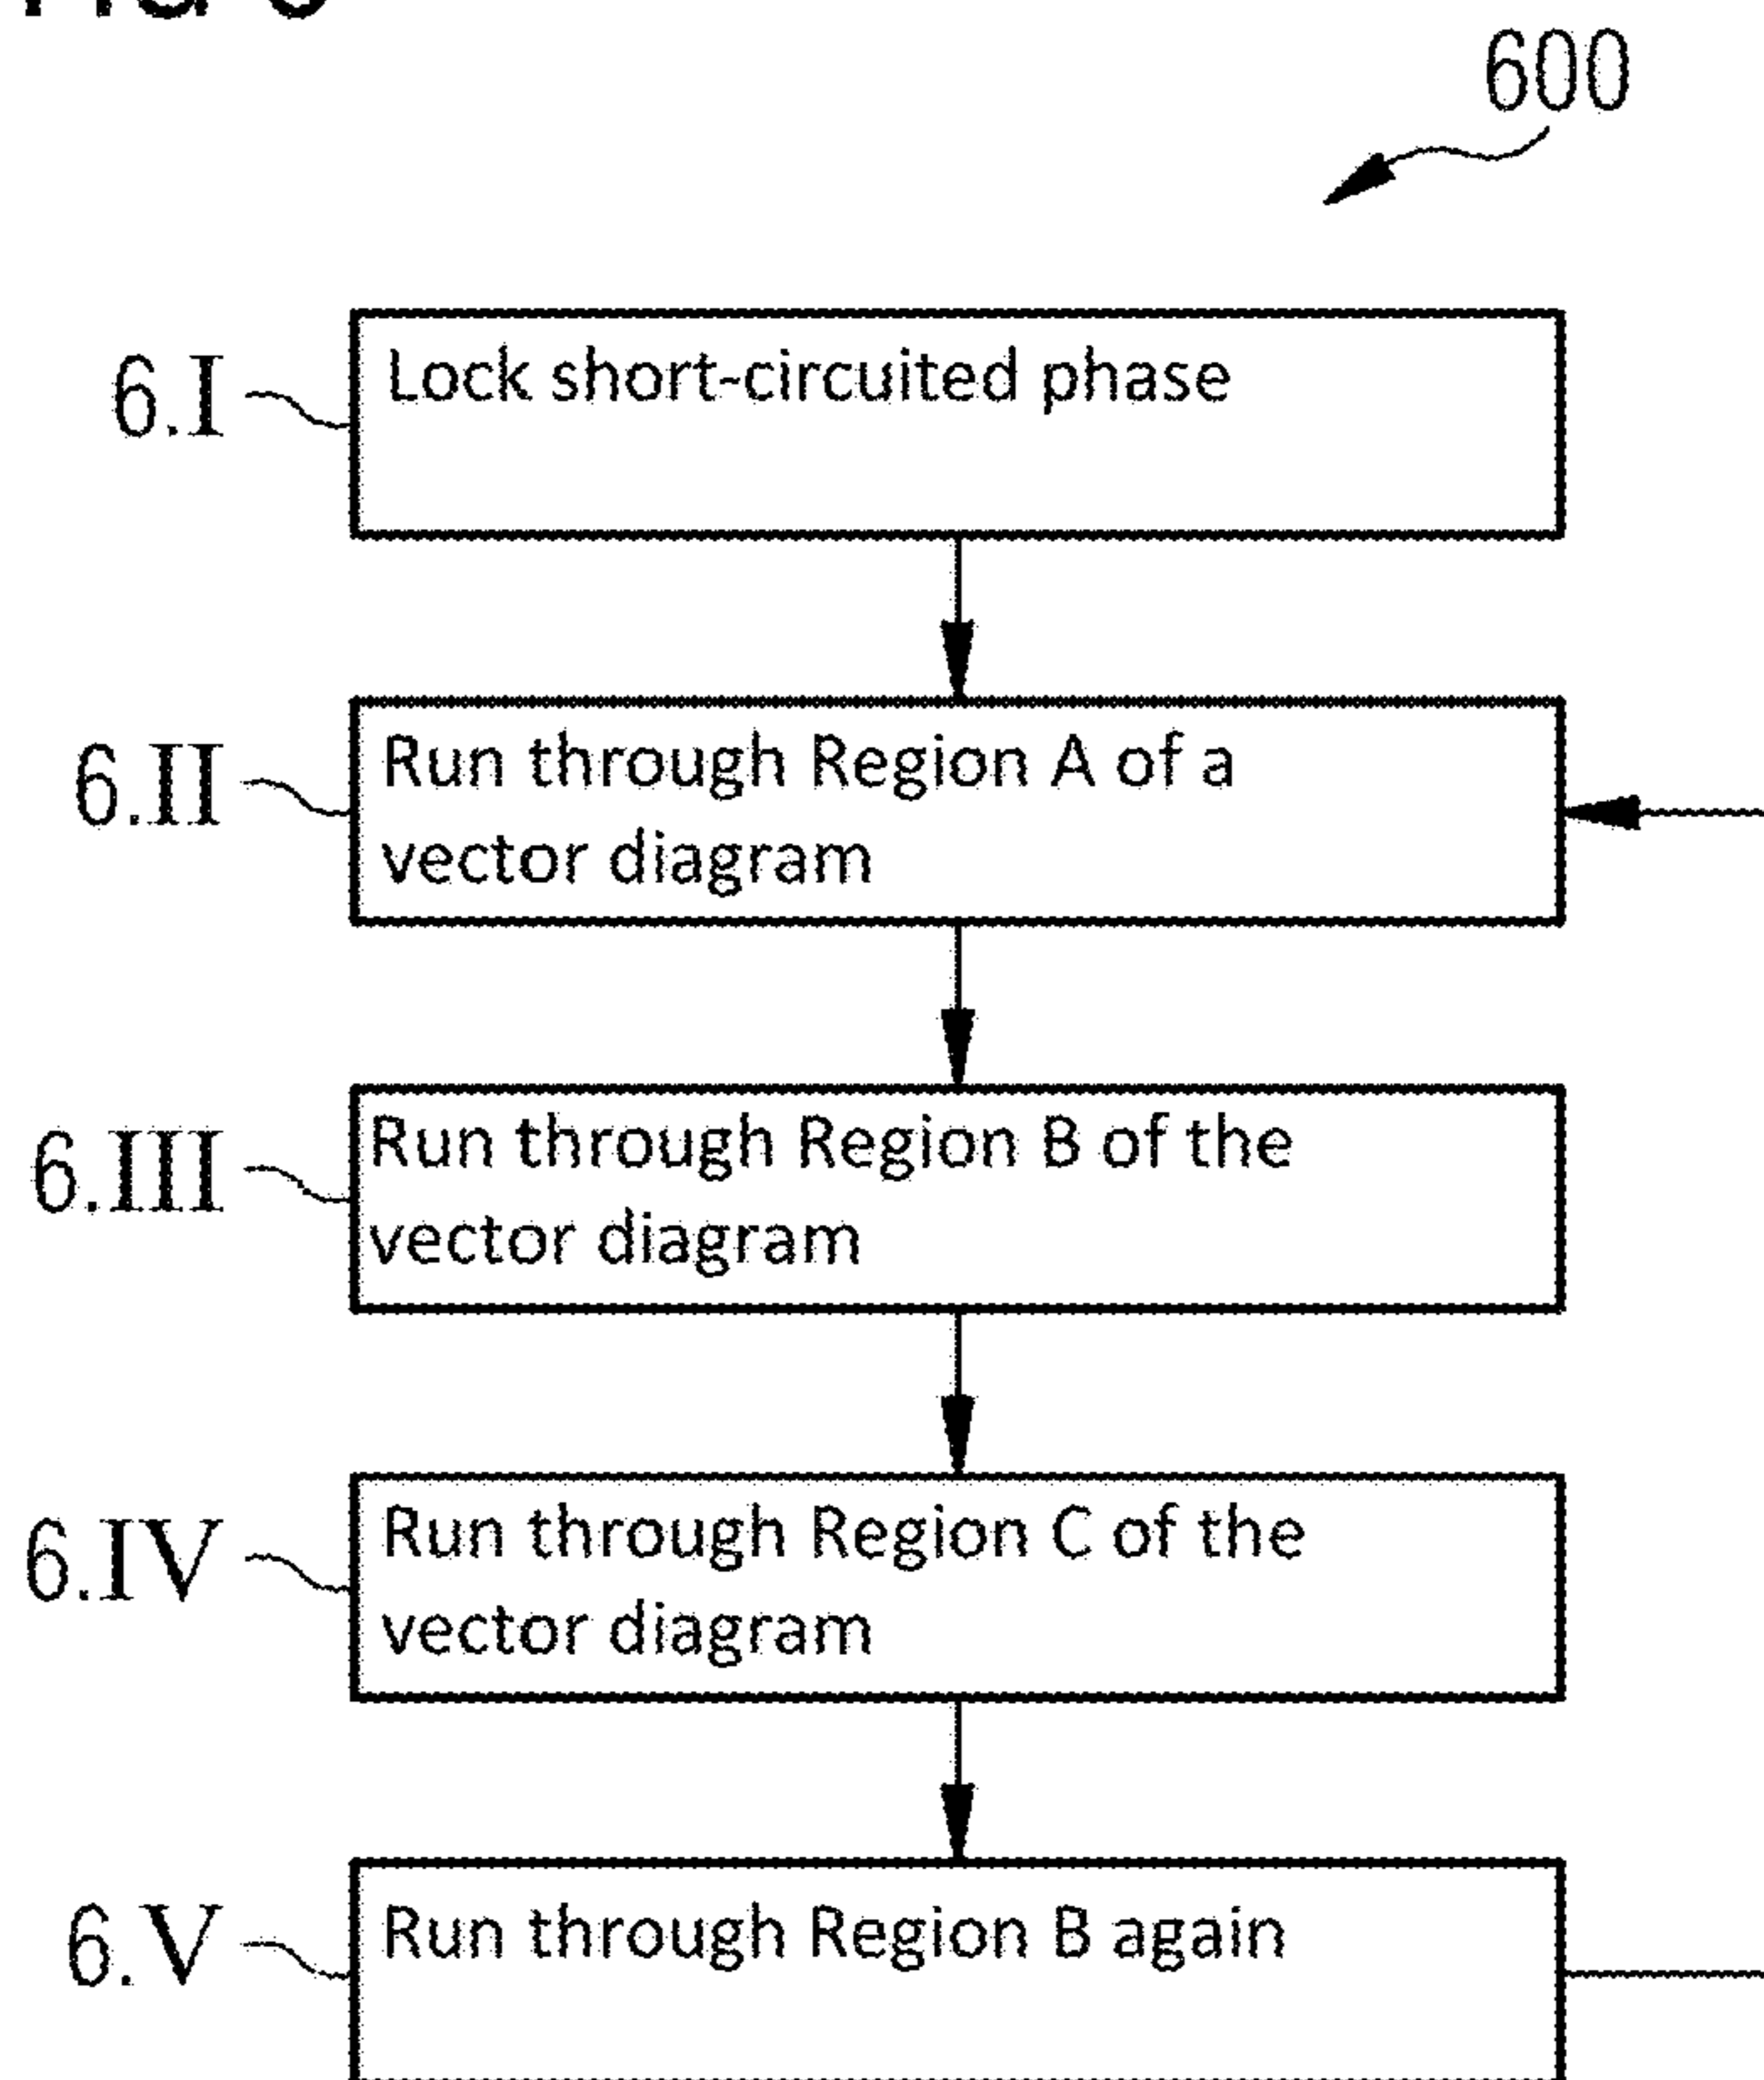 600
6.I
Lock short-circuited phase
6.II
Run through Region A of a
vector diagram
6.III
Run through Region B of the
vector diagram
6.IV
Run through Region C of the
vector diagram
6.V
Run through Region B again